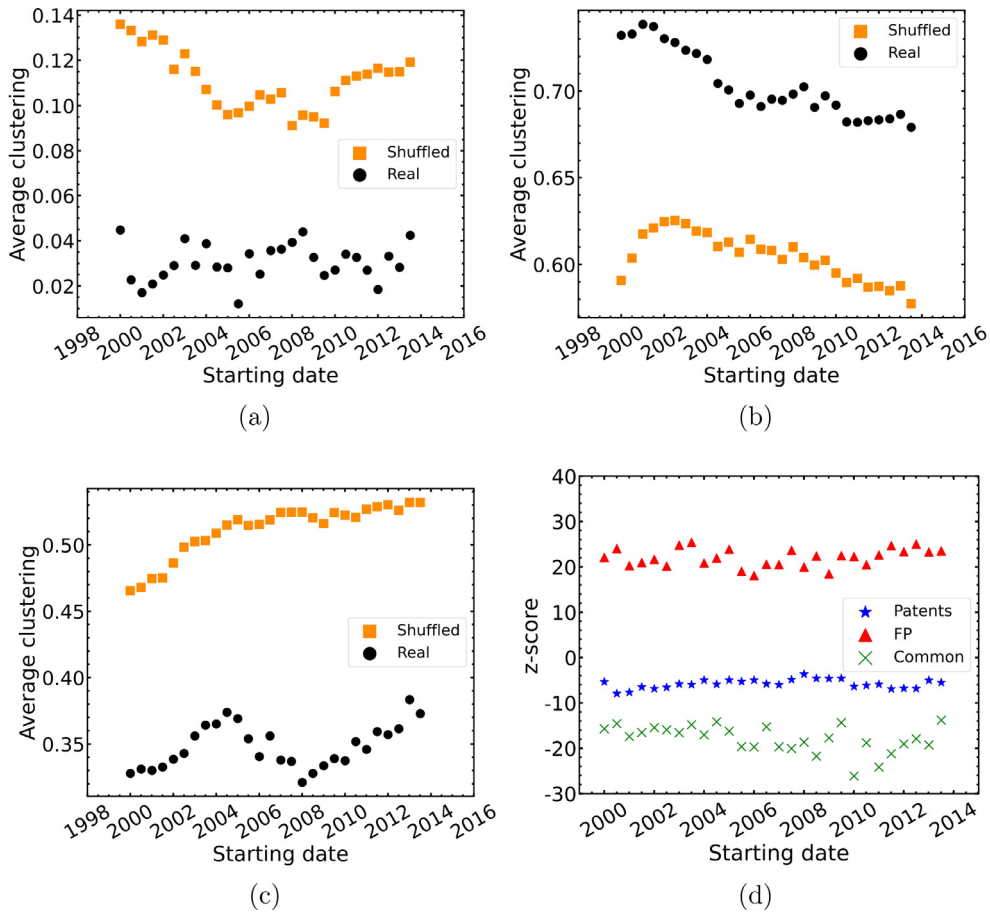 0.14
0.12
0.10
0.08
0.06
0.04
0.02
Average clustering
Shuffled
Real
1998
2000
2002
2004
2006
2008
2010
2012
2014
2016
Starting date
(a)
0.70
0.65
0.60
Average clustering
Shuffled
Real
1998
2000
2002
2004
2006
2008
2010
2012
2014
2016
Starting date
(b)
0.50
0.45
0.40
0.35
Average clustering
Shuffled
Real
1998
2000
2002
2004
2006
2008
2010
2012
2014
2016
Starting date
(c)
40
30
20
10
0
-10
-20
-30
z-score
Patents
FP
Common
2000
2002
2004
2006
2008
2010
2012
2014
Starting date
(d)